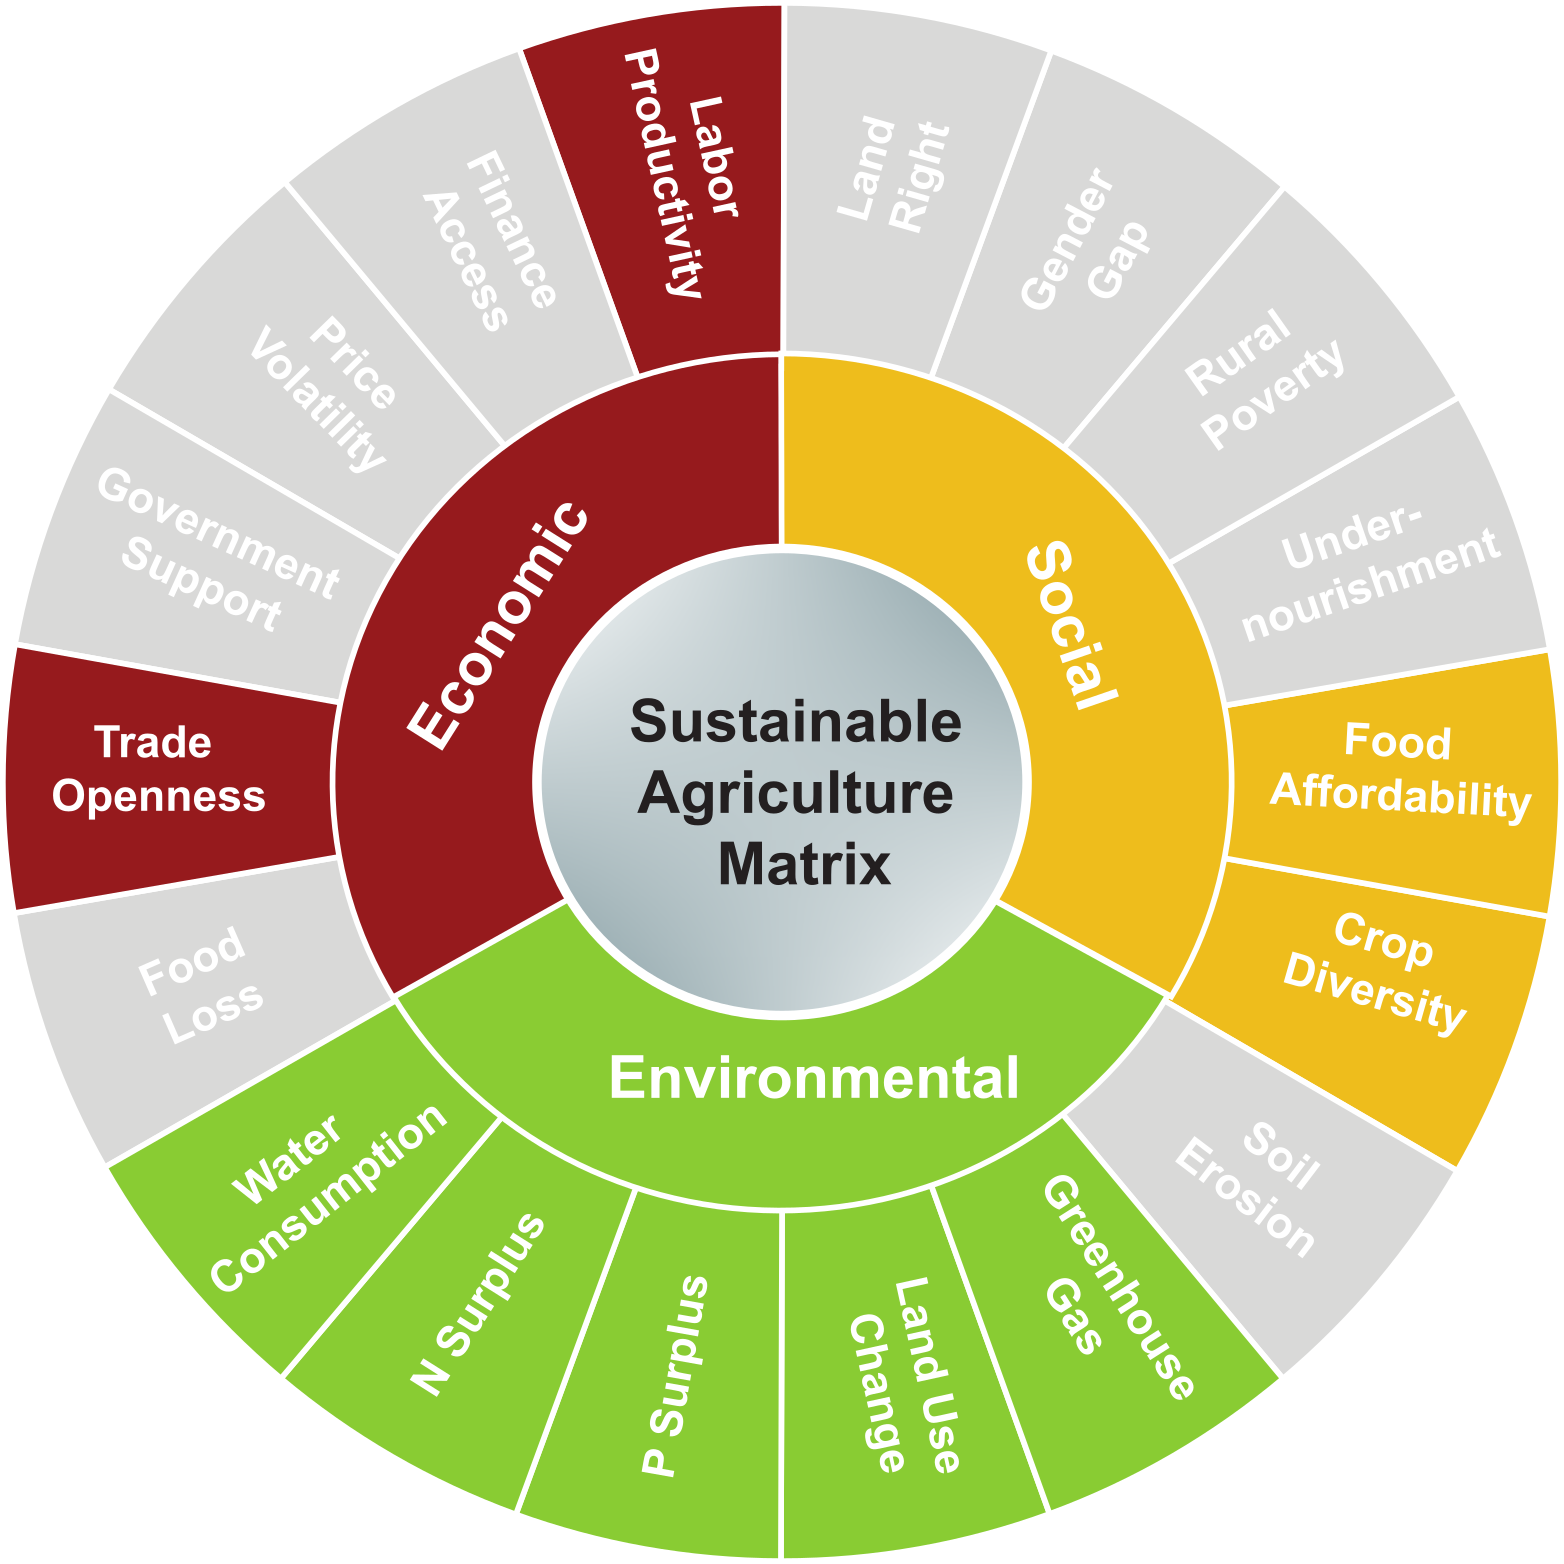 Sustainable
Agriculture
Matrix
Economic
Social
Environmental
Labor
Productivity
Land
Right
Gender
Gap
Rural
Poverty
Under-
nourishment
Food
Affordability
Crop
Diversity
Soil
Erosion
Greenhouse
Gas
Land Use
Change
P Surplus
N Surplus
Water
Consumption
Food
Loss
Trade
Openness
Government
Support
Price
Volatility
Finance
Access